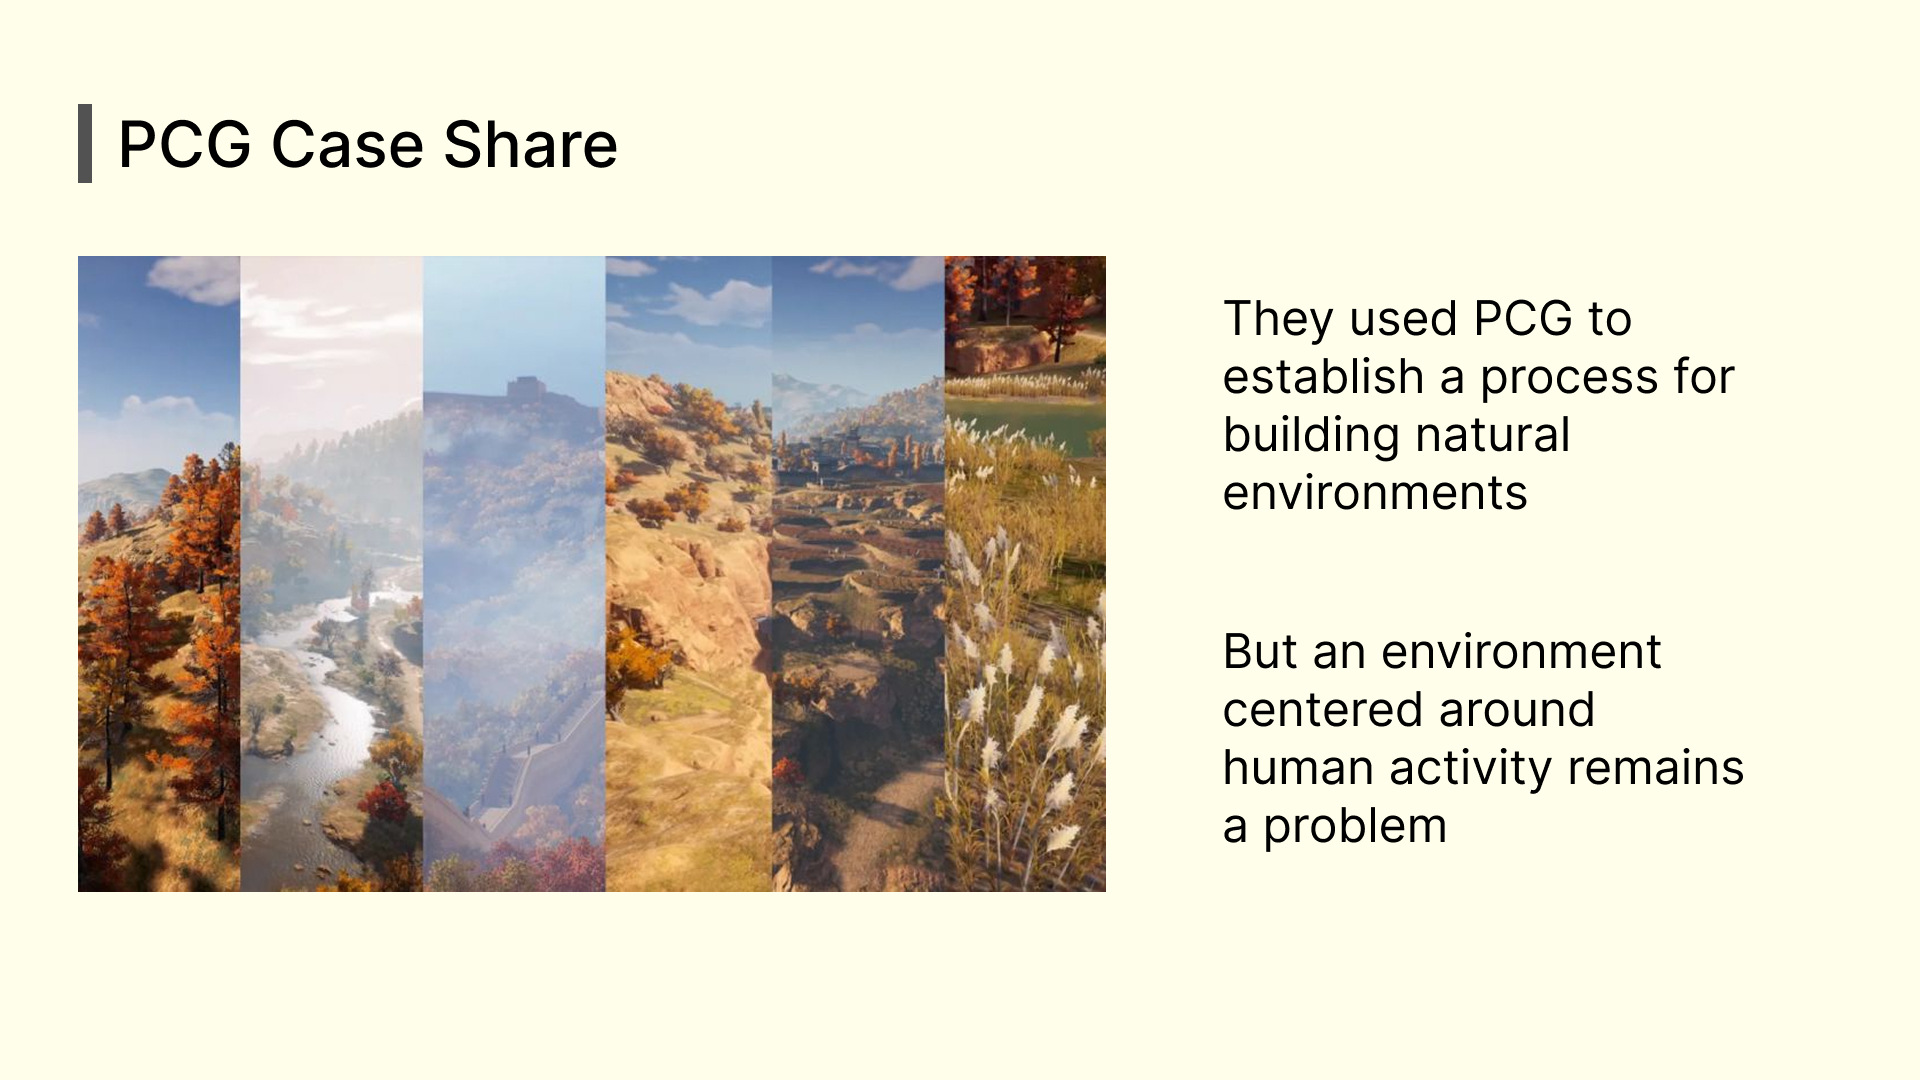 PCG Case Share
They used PCG to
establish a process for
building natural
environments
But an environment
centered around
human activity remains
a problem